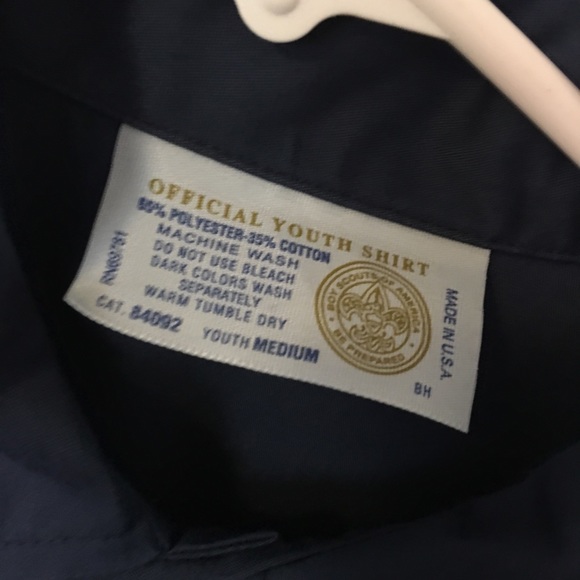 OFFICIAL YOUTH SHIRT
65% POLYESTER-35% COTTON
MACHINE WASH
DO NOT USE BLEACH
DARK COLORS WASH
SEPARATELY
WARM TUMBLE DRY
CAT. 84092 YOUTH MEDIUM
BOY SCOUTS OF AMERICA
BE PREPARED
MADE IN U.S.A.
BH